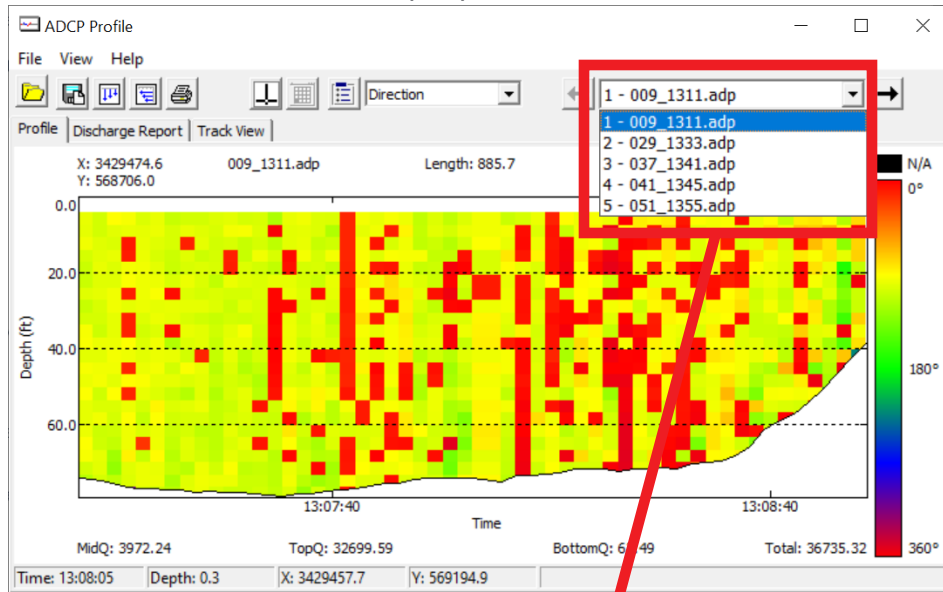 ADCP Profile
File View Help
Direction
1 - 009_1311.adp
1 - 009_1311.adp
2 - 029_1333.adp
3 - 037_1341.adp
4 - 041_1345.adp
5 - 051_1355.adp
Profile Discharge Report Track View
X: 3429474.6 009_1311.adp Length: 885.7
Y: 568706.0
N/A
0°
180°
360°
0.0
20.0
40.0
60.0
Depth (ft)
13:07:40 13:08:40
Time
MidQ: 3972.24 TopQ: 32699.59 BottomQ: Total: 36735.32
Time: 13:08:05 Depth: 0.3 X: 3429457.7 Y: 569194.9